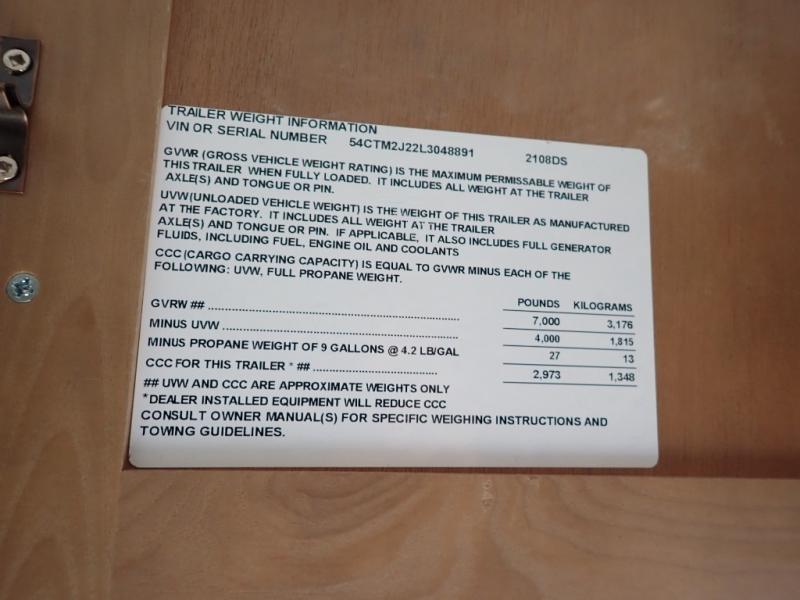 TRAILER WEIGHT INFORMATION
VIN OR SERIAL NUMBER 54CTM2J22L3048891 2108DS
GVWR (GROSS VEHICLE WEIGHT RATING) IS THE MAXIMUM PERMISSABLE WEIGHT OF
THIS TRAILER WHEN FULLY LOADED. IT INCLUDES ALL WEIGHT AT THE TRAILER
AXLE(S) AND TONGUE OR PIN.
UVW(UNLOADED VEHICLE WEIGHT) IS THE WEIGHT OF THIS TRAILER AS MANUFACTURED
AT THE FACTORY. IT INCLUDES ALL WEIGHT AT THE TRAILER
AXLE(S) AND TONGUE OR PIN. IF APPLICABLE, IT ALSO INCLUDES FULL GENERATOR
FLUIDS, INCLUDING FUEL, ENGINE OIL AND COOLANTS
CCC (CARGO CARRYING CAPACITY) IS EQUAL TO GVWR MINUS EACH OF THE
FOLLOWING: UVW, FULL PROPANE WEIGHT.
POUNDS KILOGRAMS
GVRW ## ........................ 7,000 3,176
MINUS UVW ........................ 4,000 1,815
MINUS PROPANE WEIGHT OF 9 GALLONS @ 4.2 LB/GAL 27 13
CCC FOR THIS TRAILER * ## ........................ 2,973 1,348
## UVW AND CCC ARE APPROXIMATE WEIGHTS ONLY
*DEALER INSTALLED EQUIPMENT WILL REDUCE CCC
CONSULT OWNER MANUAL(S) FOR SPECIFIC WEIGHING INSTRUCTIONS AND
TOWING GUIDELINES.